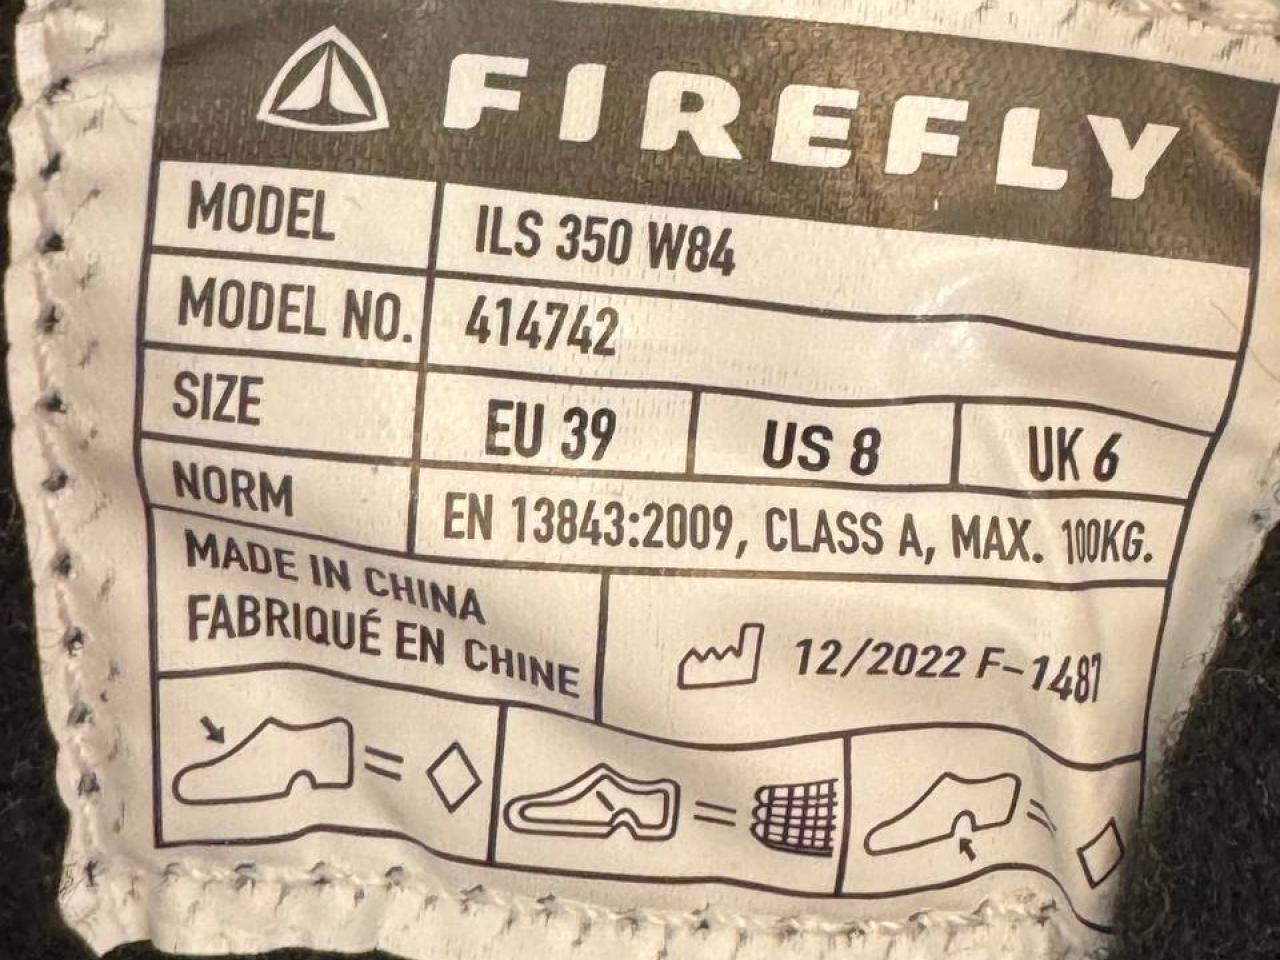 FIREFLY
MODEL ILS 350 W84
MODEL NO. 414742
SIZE EU 39 US 8 UK 6
NORM EN 13843:2009, CLASS A, MAX. 100KG.
MADE IN CHINA
FABRIQUÉ EN CHINE
12/2022 F-1487